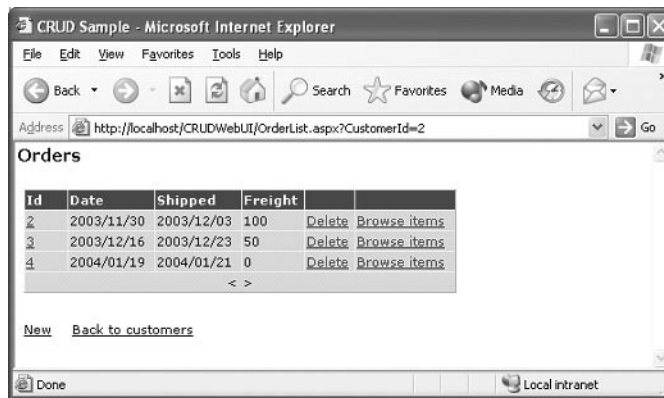 CRUD Sample - Microsoft Internet Explorer
File Edit View Favorites Tools Help
Back Search Favorites Media
Address http://localhost/CRUDWebUI/OrderList.aspx?CustomerId=2 Go
Orders
Id Date Shipped Freight
2 2003/11/30 2003/12/03 100 Delete Browse items
3 2003/12/16 2003/12/23 50 Delete Browse items
4 2004/01/19 2004/01/21 0 Delete Browse items
< >
New Back to customers
Done Local intranet